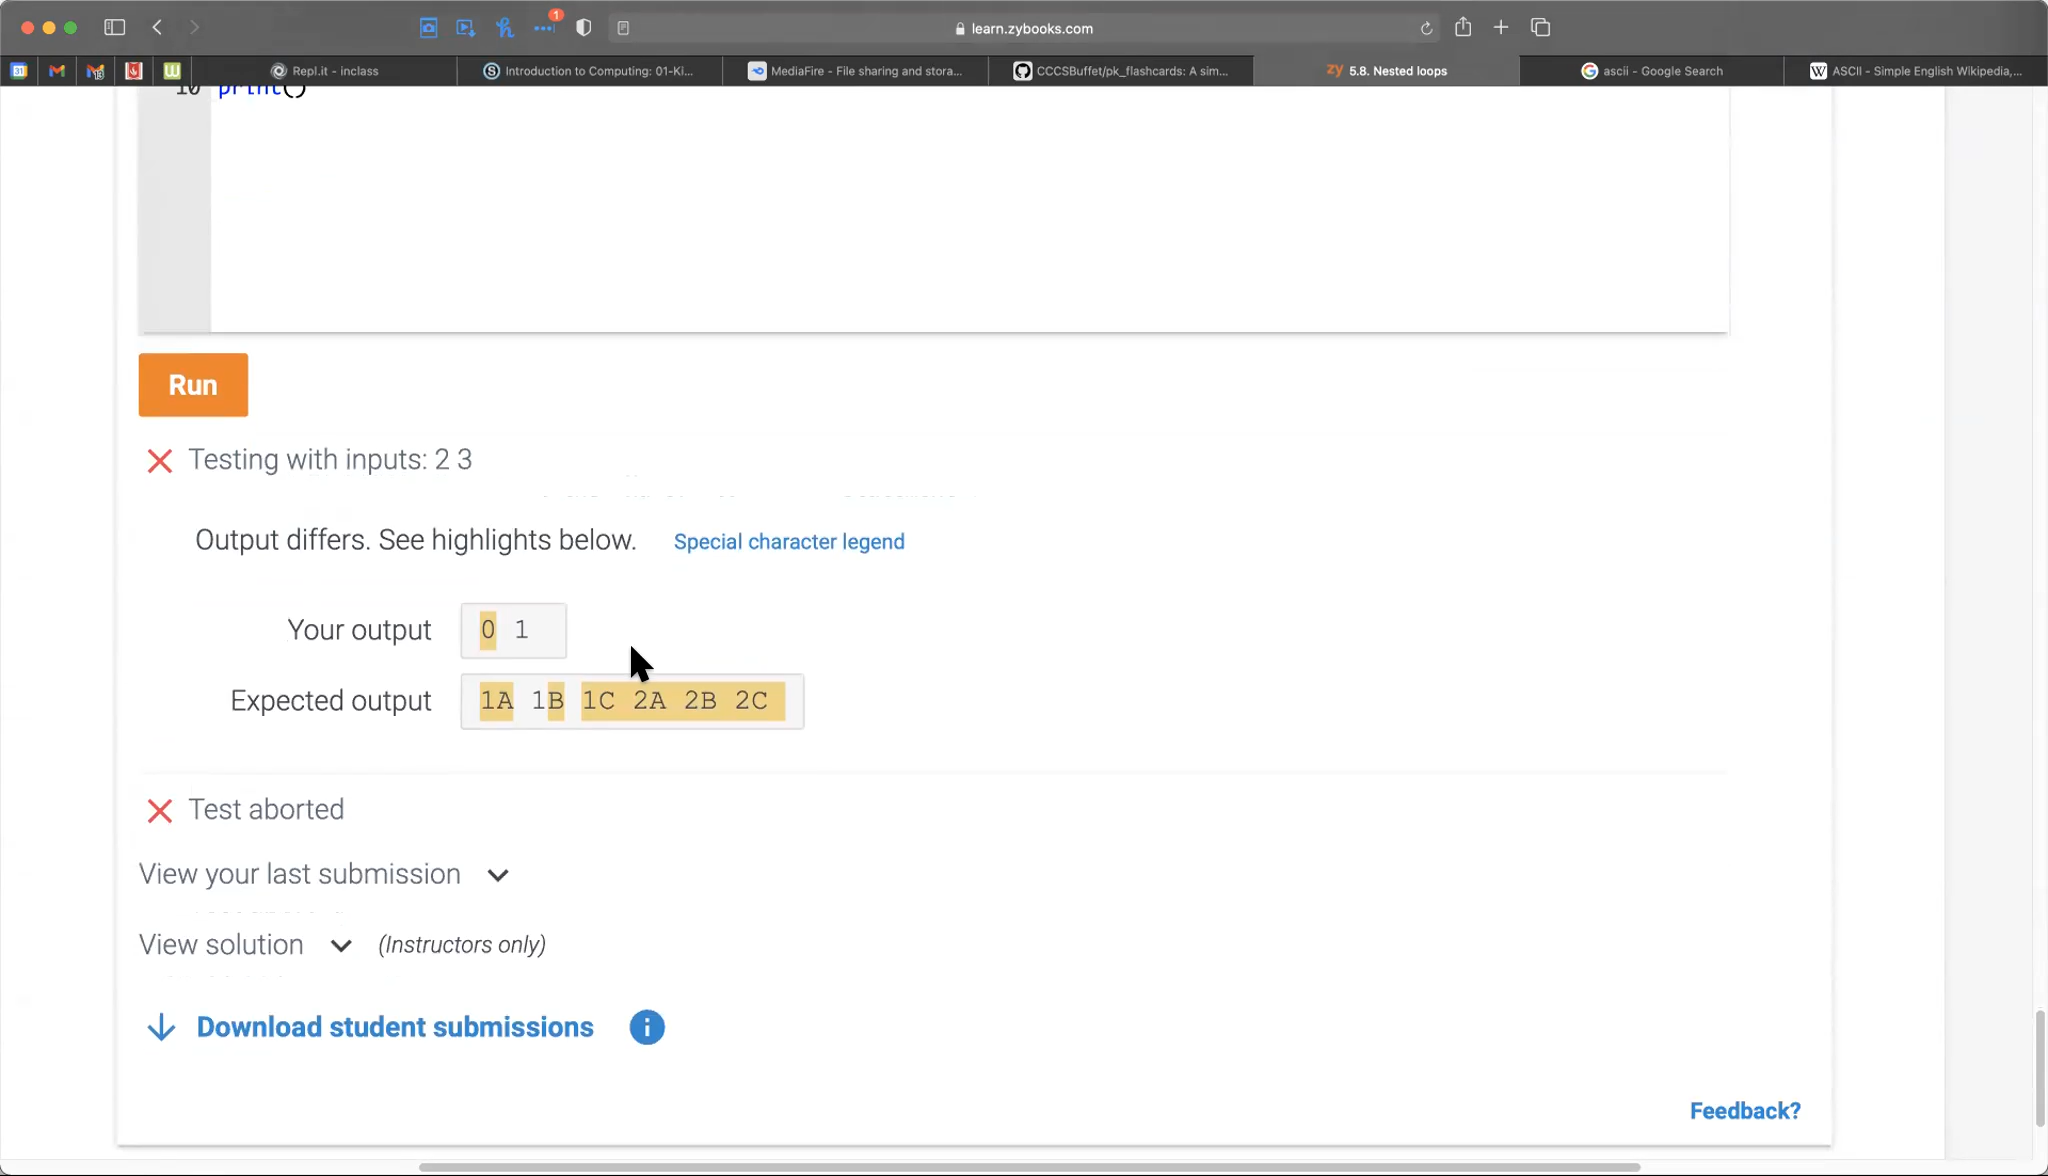 learn.zybooks.com
1
31
Repl.it - inclass
Introduction to Computing: 01-Ki...
MediaFire - File sharing and stora...
CCCSBuffet/pk_flashcards: A sim...
zy 5.8. Nested loops
ascii - Google Search
ASCII - Simple English Wikipedia,...
10 print()
Run
Testing with inputs: 2 3
Output differs. See highlights below. Special character legend
Your output 0 1
Expected output 1A 1B 1C 2A 2B 2C
Test aborted
View your last submission
View solution (Instructors only)
Download student submissions i
Feedback?